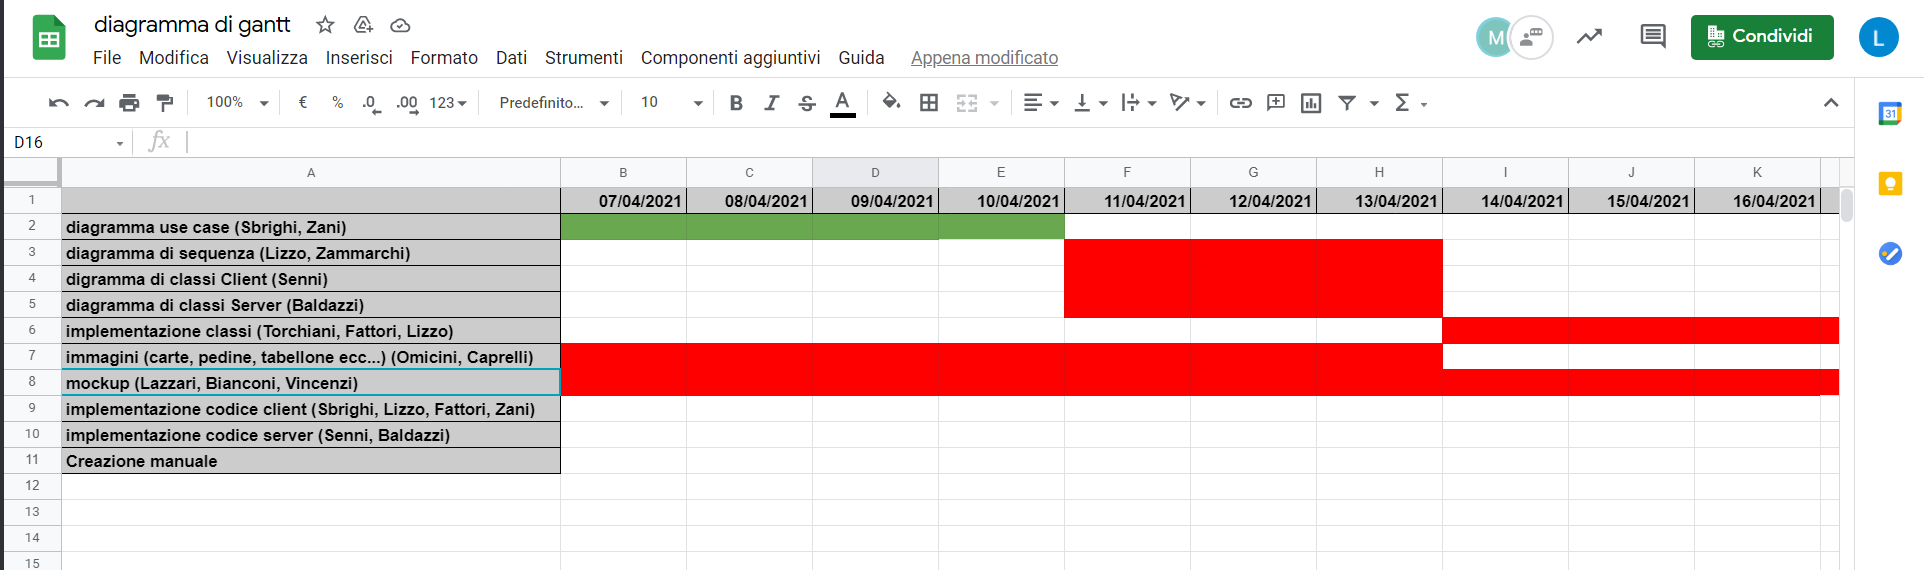 diagramma di gantt
File Modifica Visualizza Inserisci Formato Dati Strumenti Componenti aggiuntivi Guida Appena modificato
M
Condividi
L
100% € % .0 .00 123 Predefinito... 10 B I S A Σ
31
D16 fx
A B C D E F G H I J K
1 07/04/2021 08/04/2021 09/04/2021 10/04/2021 11/04/2021 12/04/2021 13/04/2021 14/04/2021 15/04/2021 16/04/2021
2 diagramma use case (Sbrighi, Zani)
3 diagramma di sequenza (Lizzo, Zammarchi)
4 digramma di classi Client (Senni)
5 diagramma di classi Server (Baldazzi)
6 implementazione classi (Torchiani, Fattori, Lizzo)
7 immagini (carte, pedine, tabellone ecc...) (Omicini, Caprelli)
8 mockup (Lazzari, Bianconi, Vincenzi)
9 implementazione codice client (Sbrighi, Lizzo, Fattori, Zani)
10 implementazione codice server (Senni, Baldazzi)
11 Creazione manuale
12
13
14
15